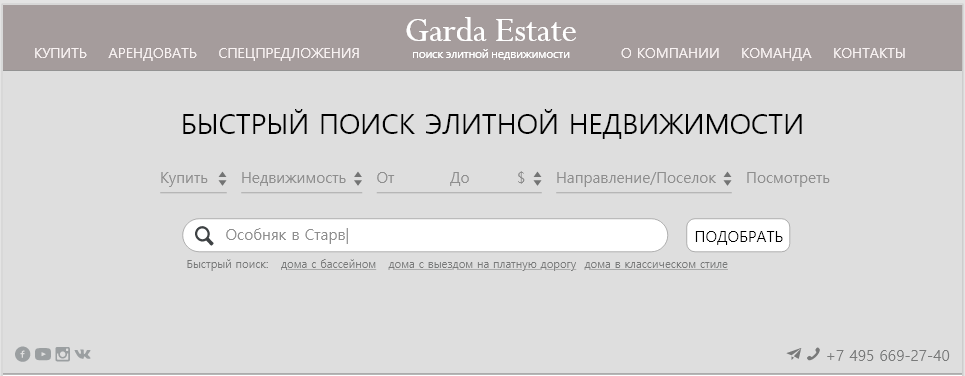 Garda Estate
КУПИТЬ АРЕНДОВАТЬ СПЕЦПРЕДЛОЖЕНИЯ поиск элитной недвижимости О КОМПАНИИ КОМАНДА КОНТАКТЫ
БЫСТРЫЙ ПОИСК ЭЛИТНОЙ НЕДВИЖИМОСТИ
Купить Недвижимость От До $ Направление/Поселок Посмотреть
Особняк в Старв ПОДОБРАТЬ
Быстрый поиск: дома с бассейном дома с выездом на платную дорогу дома в классическом стиле
+7 495 669-27-40